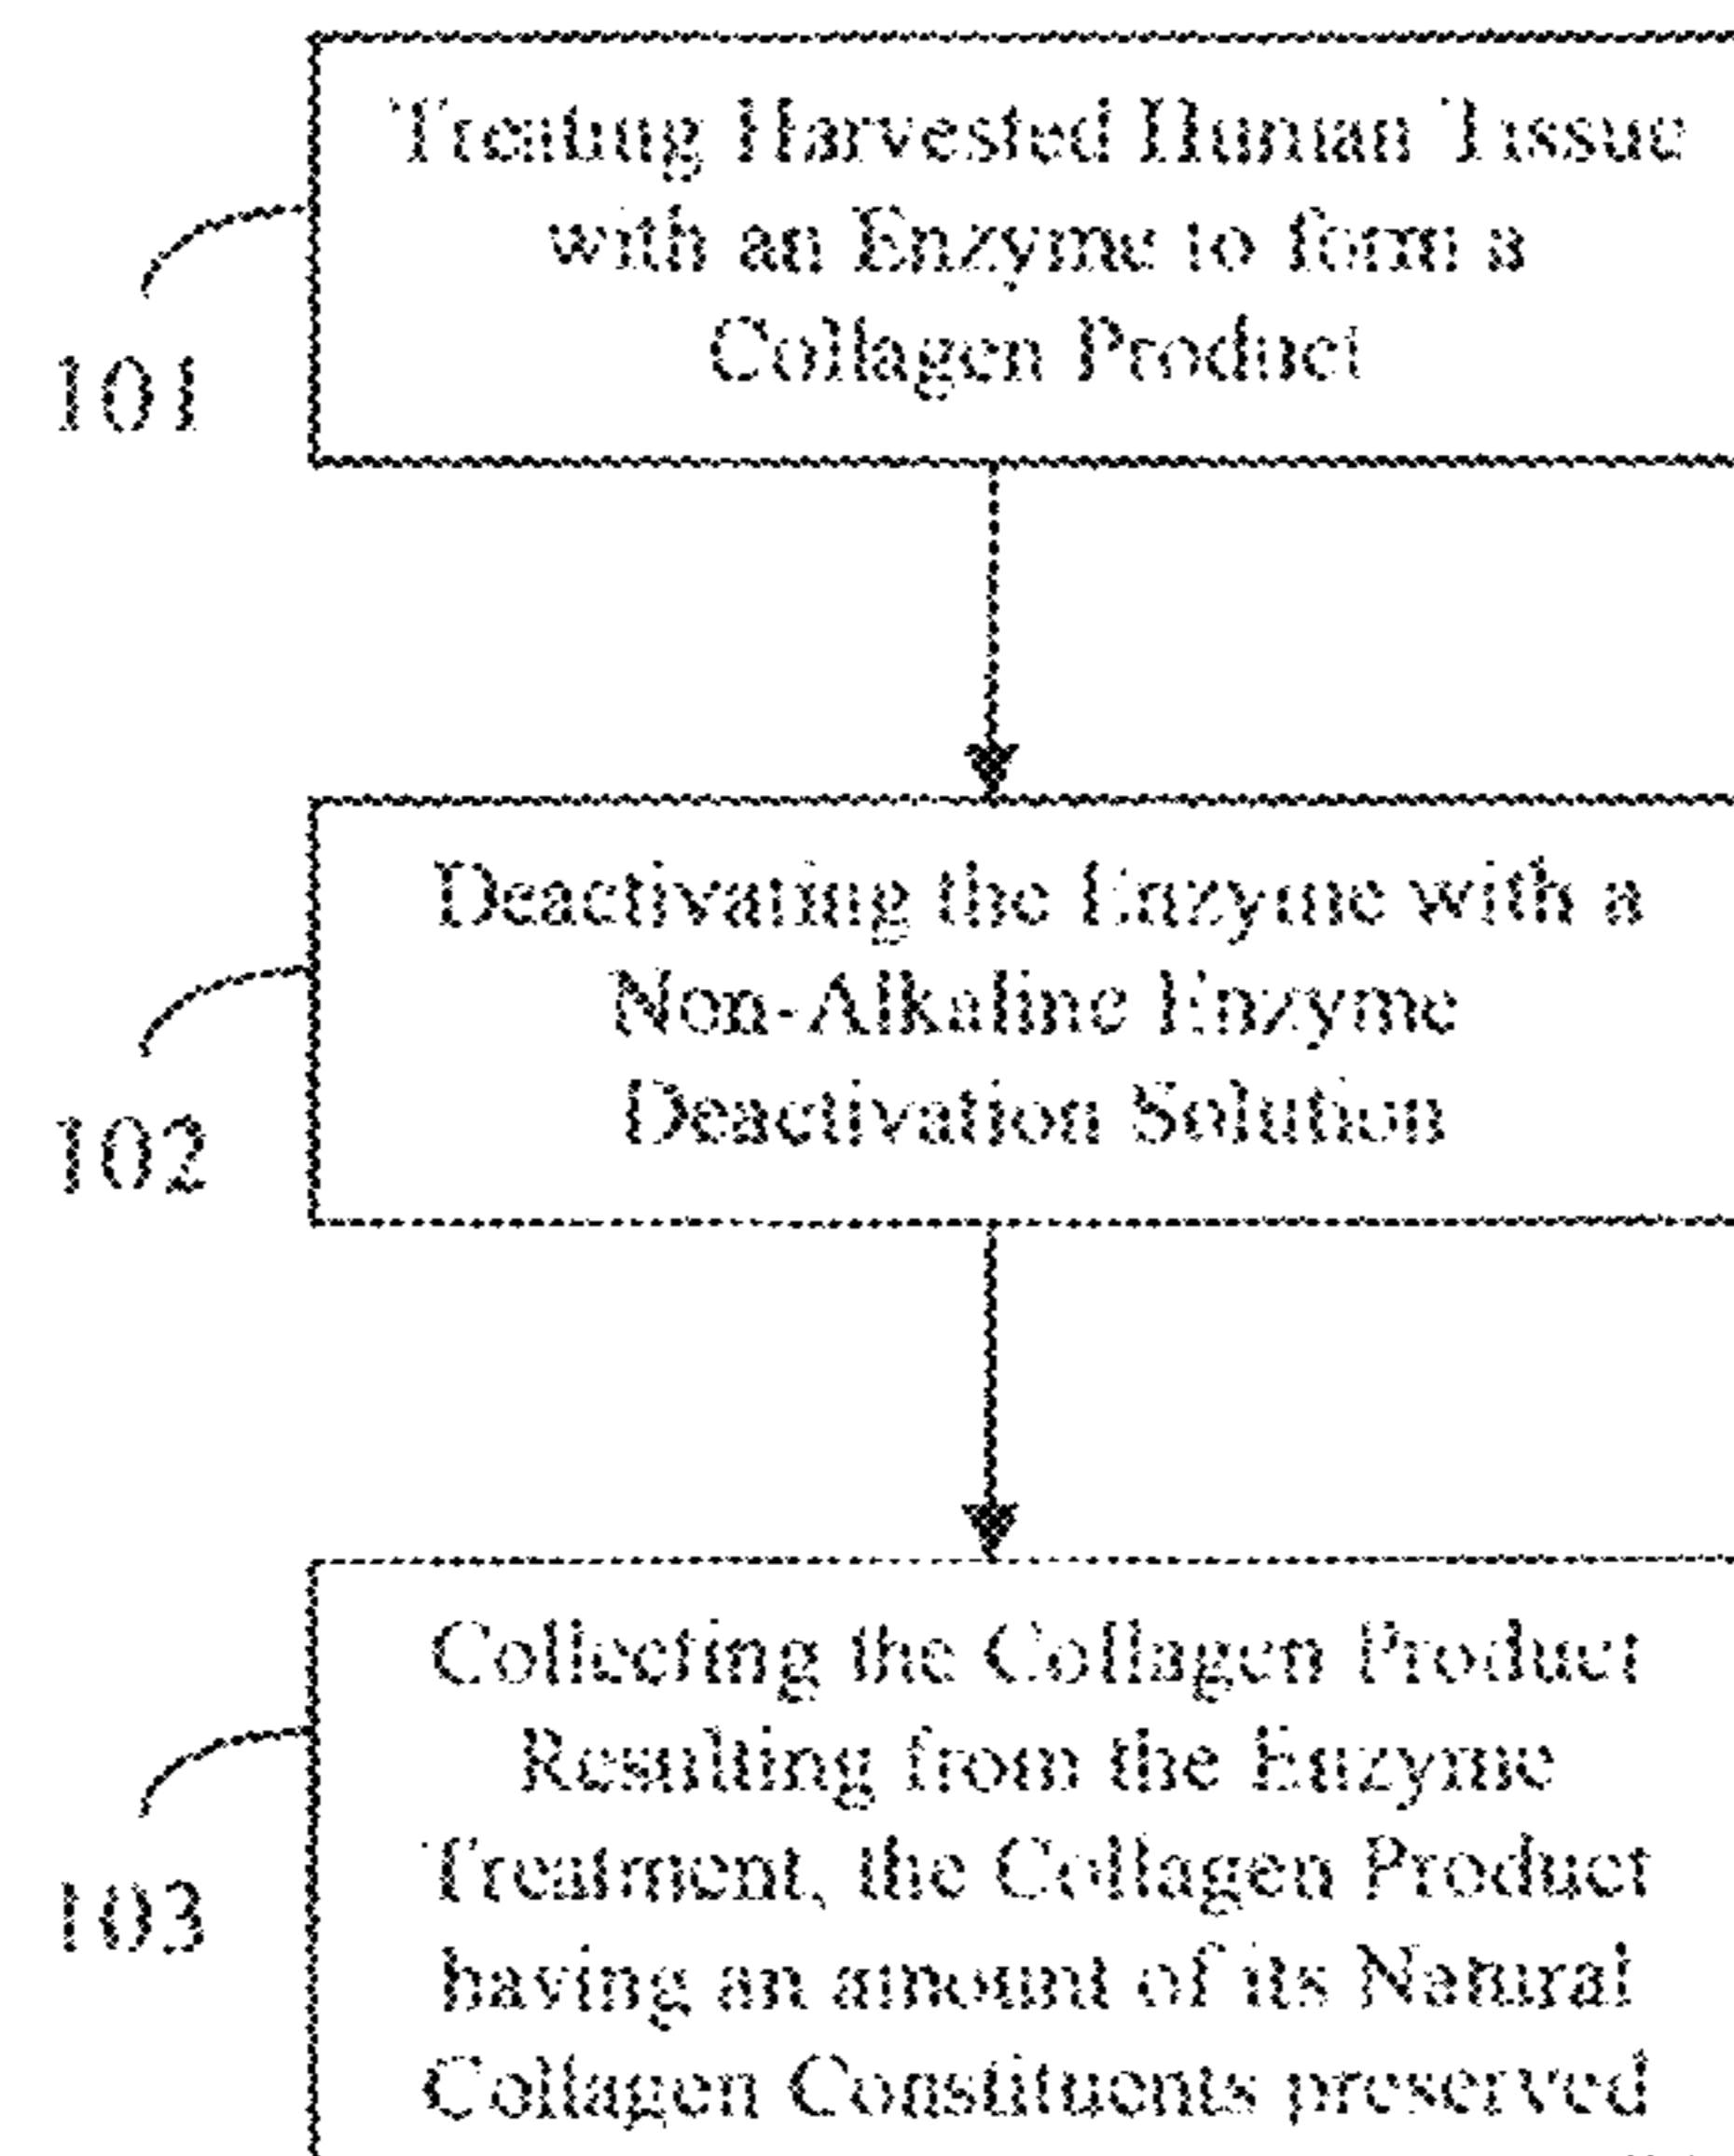 Treating Harvested Human Tissue
with an Enzyme to form a
Collagen Product
101
Deactivating the Enzyme with a
Non-Alkaline Enzyme
Deactivation Solution
102
Collecting the Collagen Product
Resulting from the Enzyme
Treatment, the Collagen Product
having an amount of its Natural
Collagen Constituents preserved
103